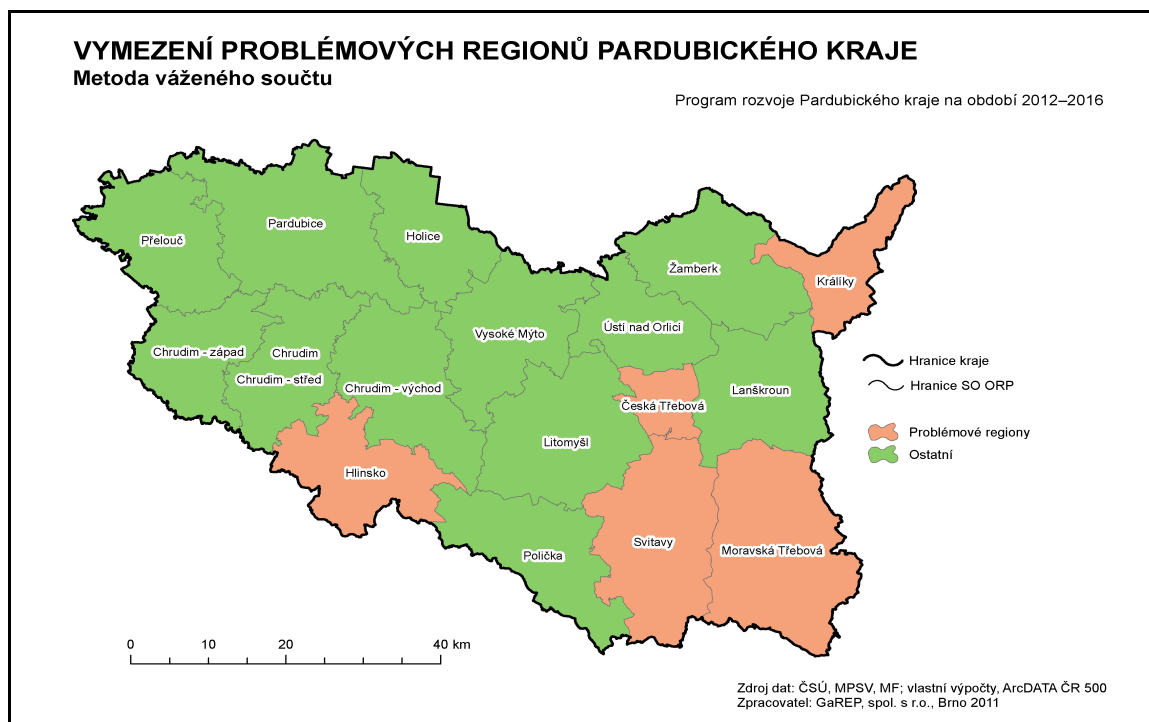 VYMEZENÍ PROBLÉMOVÝCH REGIONŮ PARDUBICKÉHO KRAJE
Metoda váženého součtu
Program rozvoje Pardubického kraje na období 2012–2016
Přelouč
Pardubice
Holice
Žamberk
Králíky
Vysoké Mýto
Ústí nad Orlicí
Chrudim - západ
Chrudim
Chrudim - střed
Chrudim - východ
Česká Třebová
Lanškroun
Litomyšl
Hlinsko
Polička
Svitavy
Moravská Třebová
Hranice kraje
Hranice SO ORP
Problémové regiony
Ostatní
0 10 20 40 km
Zdroj dat: ČSÚ, MPSV, MF; vlastní výpočty, ArcDATA ČR 500
Zpracovatel: GaREP, spol. s r.o., Brno 2011